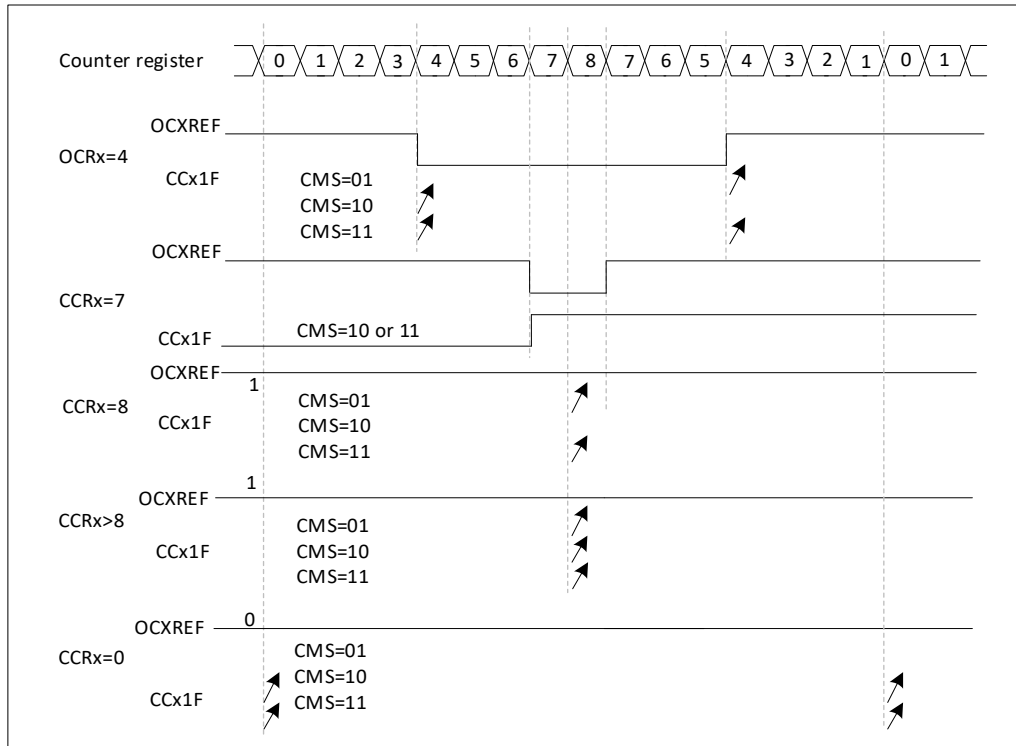 Counter register 0 1 2 3 4 5 6 7 8 7 6 5 4 3 2 1 0 1
OCXREF
OCRx=4
CCx1F
CMS=01
CMS=10
CMS=11
OCXREF
CCRx=7
CCx1F
CMS=10 or 11
OCXREF
1
CCRx=8
CCx1F
CMS=01
CMS=10
CMS=11
OCXREF
1
CCRx>8
CCx1F
CMS=01
CMS=10
CMS=11
OCXREF
0
CCRx=0
CCx1F
CMS=01
CMS=10
CMS=11